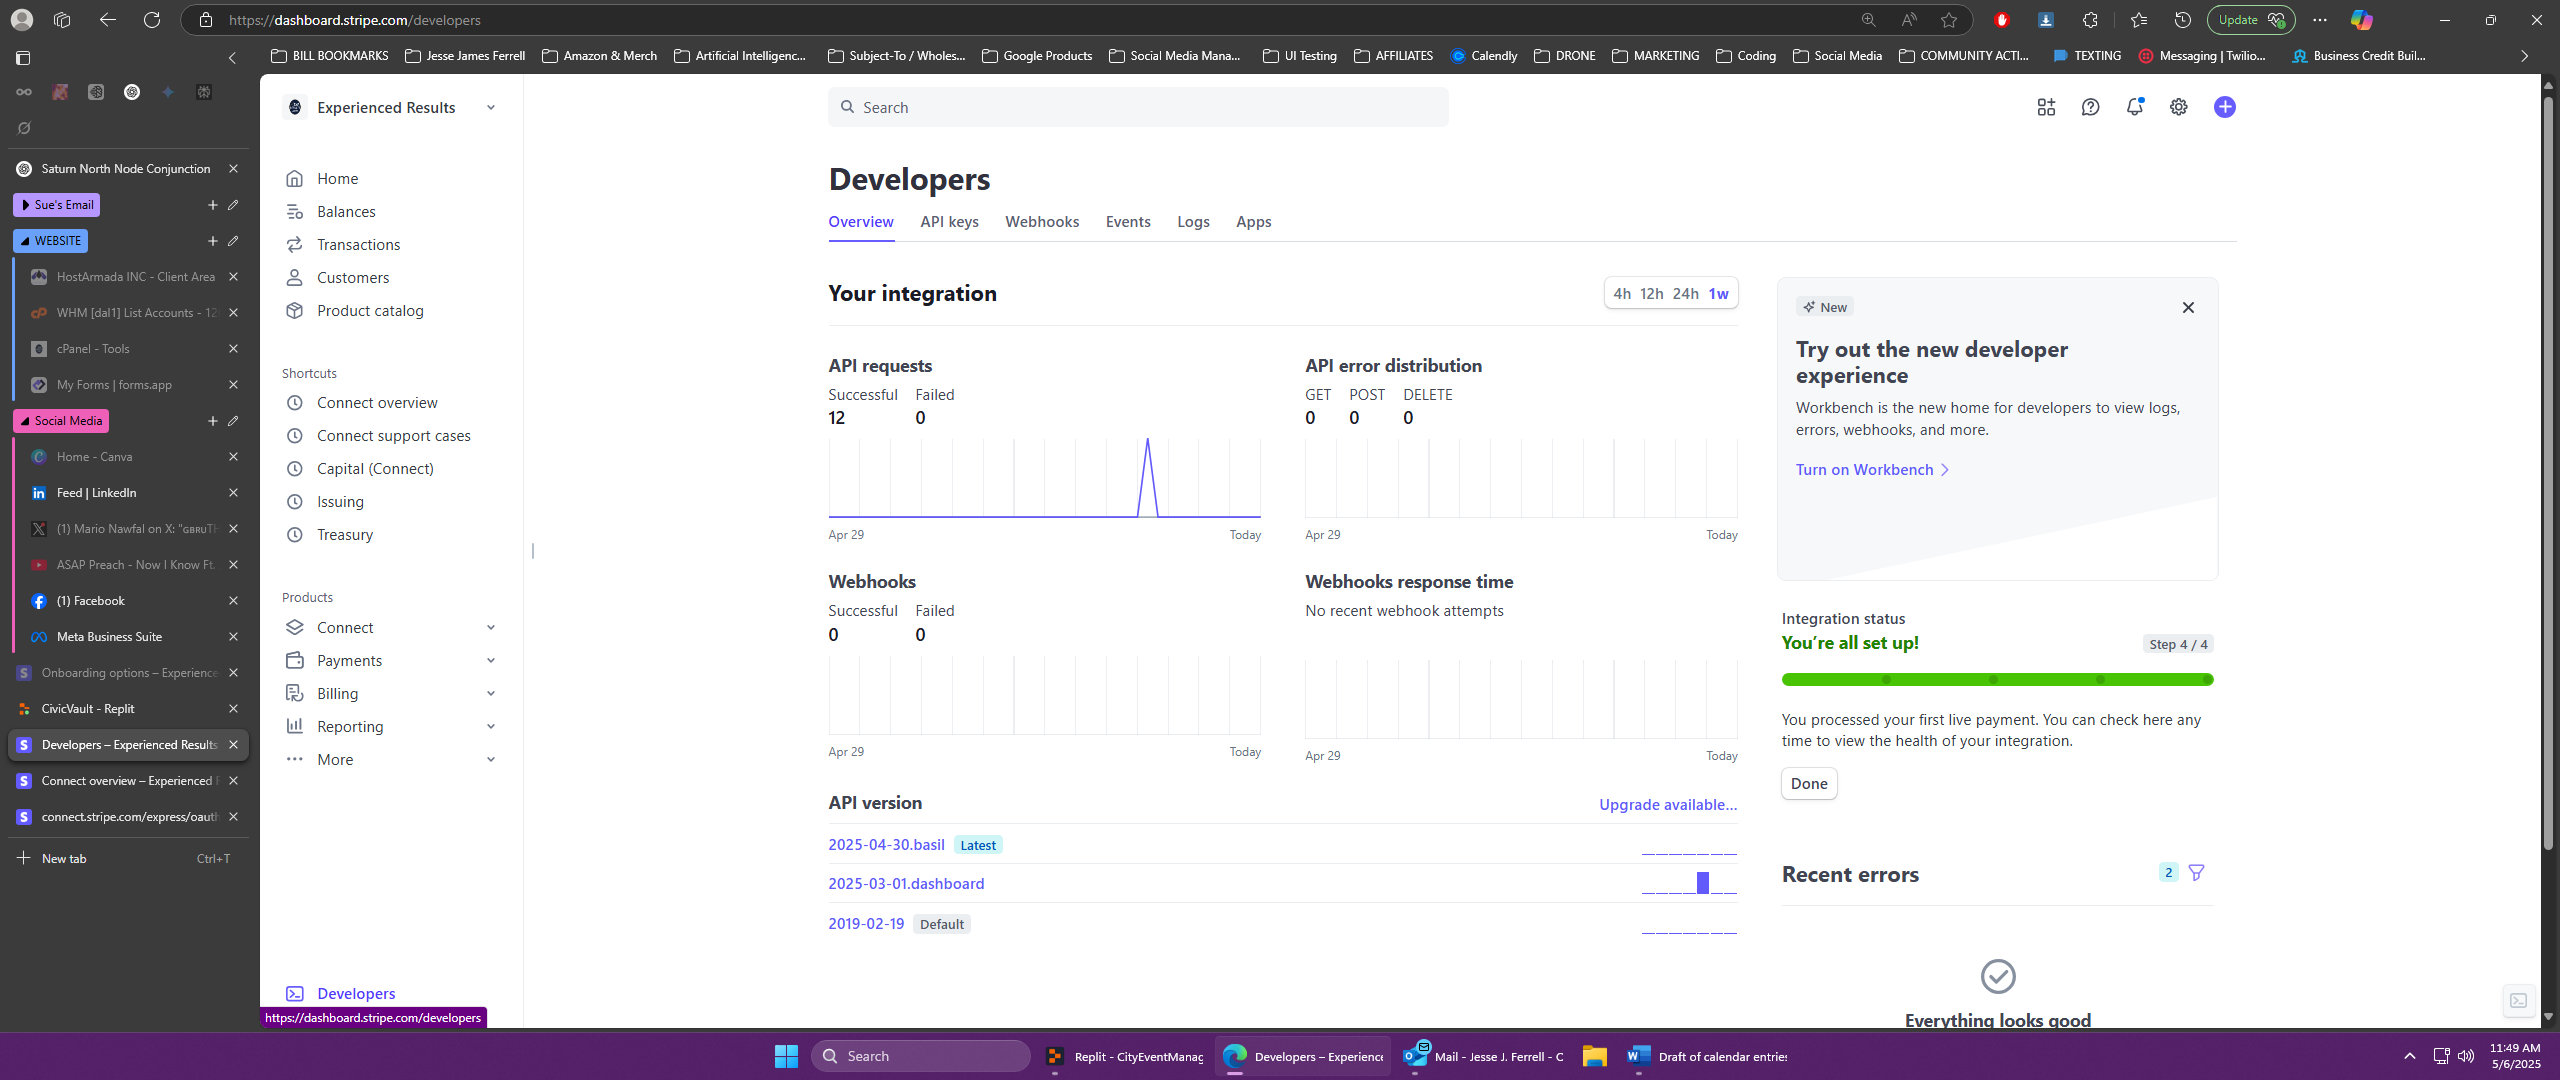 https://dashboard.stripe.com/developers
Update
BILL BOOKMARKS
Jesse James Ferrell
Amazon & Merch
Artificial Intelligenc...
Subject-To / Wholes...
Google Products
Social Media Mana...
UI Testing
AFFILIATES
Calendly
DRONE
MARKETING
Coding
Social Media
COMMUNITY ACTI...
TEXTING
Messaging | Twilio...
Business Credit Buil...
Saturn North Node Conjunction
Sue's Email
WEBSITE
HostArmada INC - Client Area
WHM [dal1] List Accounts - 12
cPanel - Tools
My Forms | forms.app
Social Media
Home - Canva
Feed | LinkedIn
(1) Mario Nawfal on X: "ɢʙʀᴜTH
ASAP Preach - Now I Know Ft.
(1) Facebook
Meta Business Suite
Onboarding options – Experience
CivicVault - Replit
Developers – Experienced Results
Connect overview – Experienced R
connect.stripe.com/express/oauth
New tab
Ctrl+T
Experienced Results
Home
Balances
Transactions
Customers
Product catalog
Shortcuts
Connect overview
Connect support cases
Capital (Connect)
Issuing
Treasury
Products
Connect
Payments
Billing
Reporting
More
Developers
https://dashboard.stripe.com/developers
Search
Developers
Overview API keys Webhooks Events Logs Apps
Your integration
4h 12h 24h 1w
API requests
Successful Failed
12 0
Apr 29 Today
API error distribution
GET POST DELETE
0 0 0
Apr 29 Today
Webhooks
Successful Failed
0 0
Apr 29 Today
Webhooks response time
No recent webhook attempts
Apr 29 Today
API version
Upgrade available...
2025-04-30.basil Latest
2025-03-01.dashboard
2019-02-19 Default
New
Try out the new developer
experience
Workbench is the new home for developers to view logs,
errors, webhooks, and more.
Turn on Workbench
Integration status
You're all set up!
Step 4 / 4
You processed your first live payment. You can check here any
time to view the health of your integration.
Done
Recent errors
2
Everything looks good
Search
Replit - CityEventManag
Developers – Experience
Mail - Jesse J. Ferrell - O
Draft of calendar entries
11:49 AM
5/6/2025